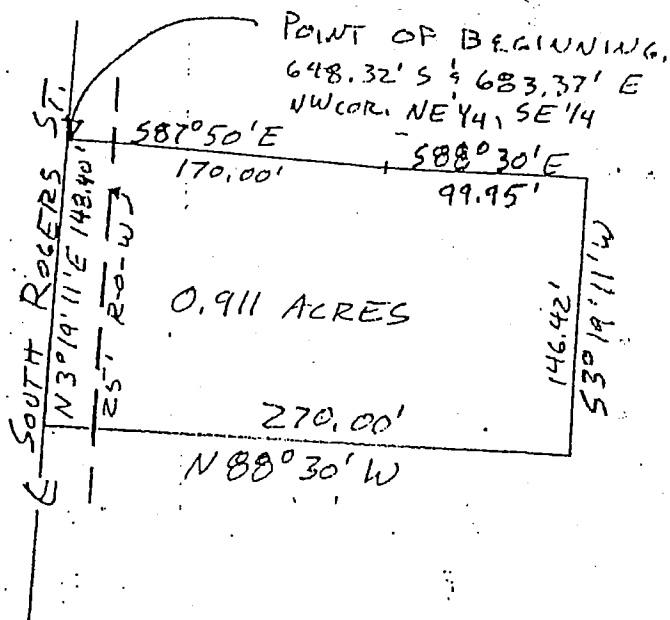 POINT OF BEGINNING,
648.32' S & 683.37' E
NWCOR. NE 1/4, SE 1/4
S87°50'E
170.00'
S88°30'E
99.95'
℄ SOUTH ROGERS ST.
N3°19'11"E 148.40'
25' R-O-W
0.911 ACRES
146.42'
S3°19'11"W
270.00'
N88°30'W